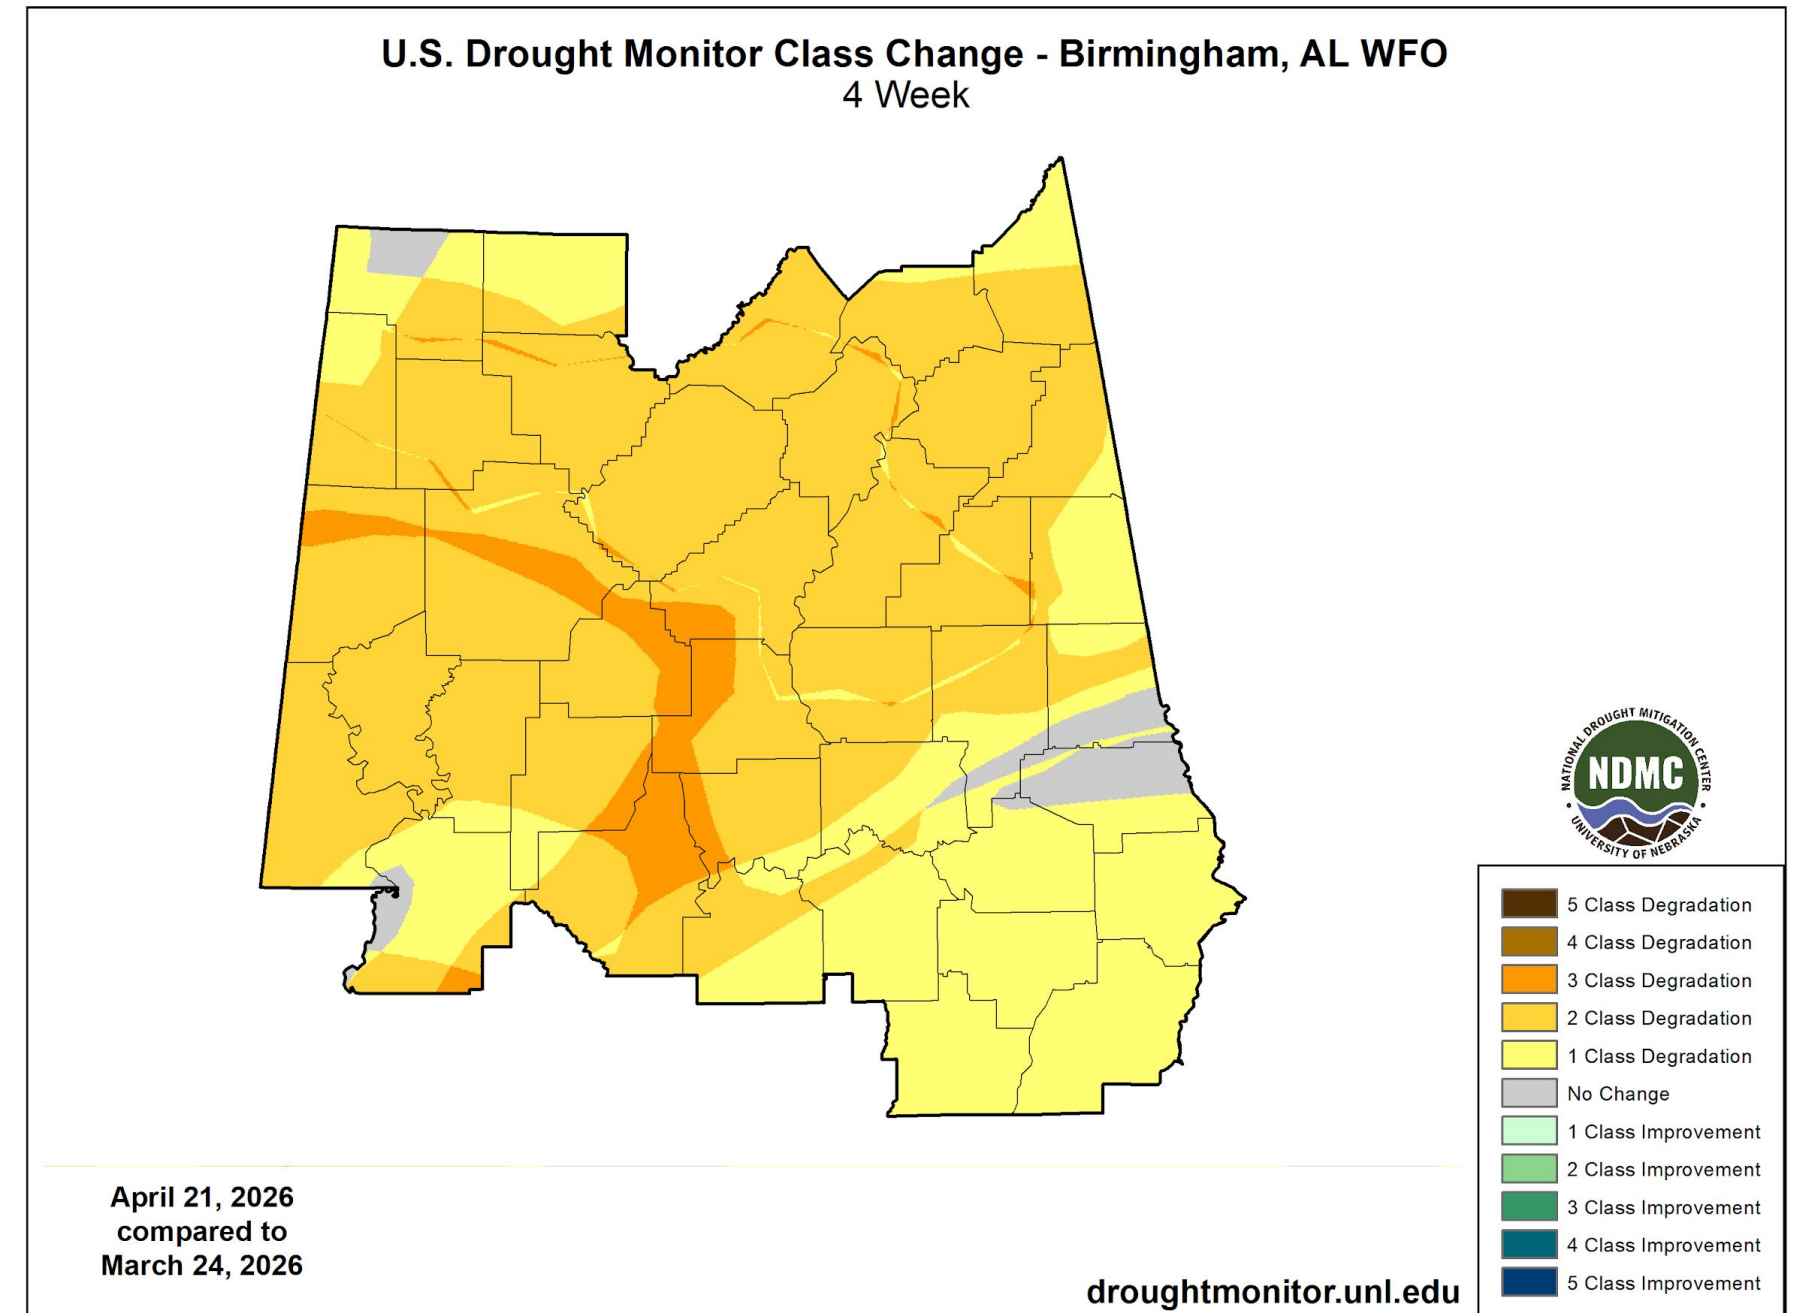 U.S. Drought Monitor Class Change - Birmingham, AL WFO
4 Week
NATIONAL DROUGHT MITIGATION CENTER
NDMC
UNIVERSITY OF NEBRASKA
5 Class Degradation
4 Class Degradation
3 Class Degradation
2 Class Degradation
1 Class Degradation
No Change
1 Class Improvement
2 Class Improvement
3 Class Improvement
4 Class Improvement
5 Class Improvement
April 21, 2026
compared to
March 24, 2026
droughtmonitor.unl.edu